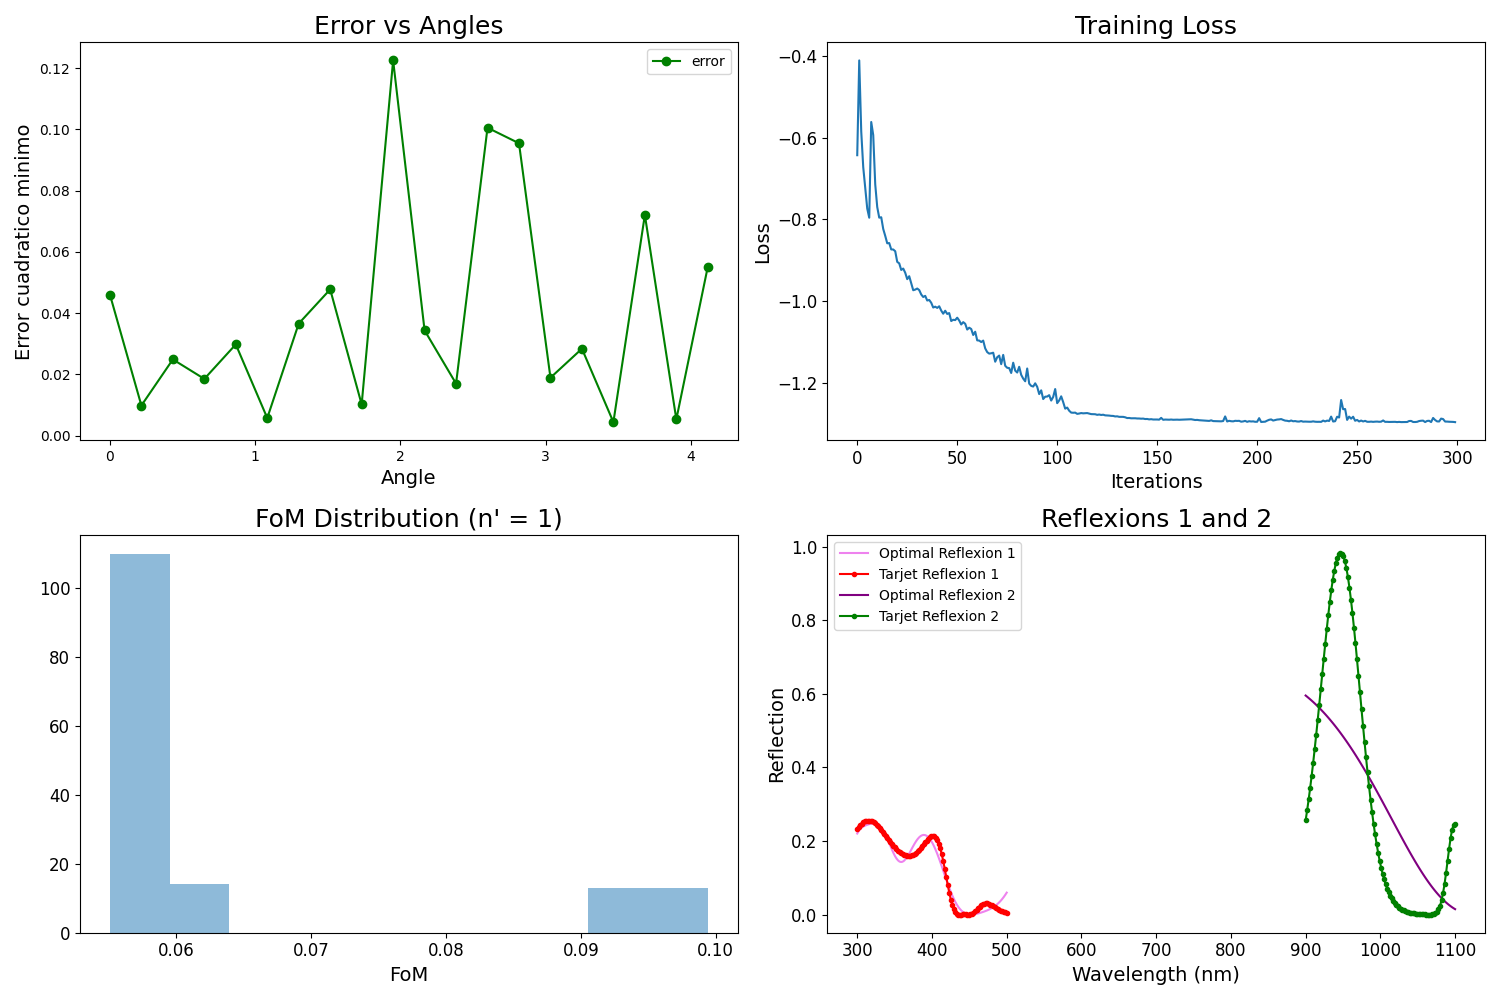 Error vs Angles
error
0.12
0.10
0.08
0.06
0.04
0.02
0.00
Error cuadratico minimo
0 1 2 3 4
Angle
Training Loss
−0.4
−0.6
−0.8
−1.0
−1.2
Loss
0 50 100 150 200 250 300
Iterations
FoM Distribution (n' = 1)
100
80
60
40
20
0
0.06 0.07 0.08 0.09 0.10
FoM
Reflexions 1 and 2
Optimal Reflexion 1
Tarjet Reflexion 1
Optimal Reflexion 2
Tarjet Reflexion 2
1.0
0.8
0.6
0.4
0.2
0.0
Reflection
300 400 500 600 700 800 900 1000 1100
Wavelength (nm)